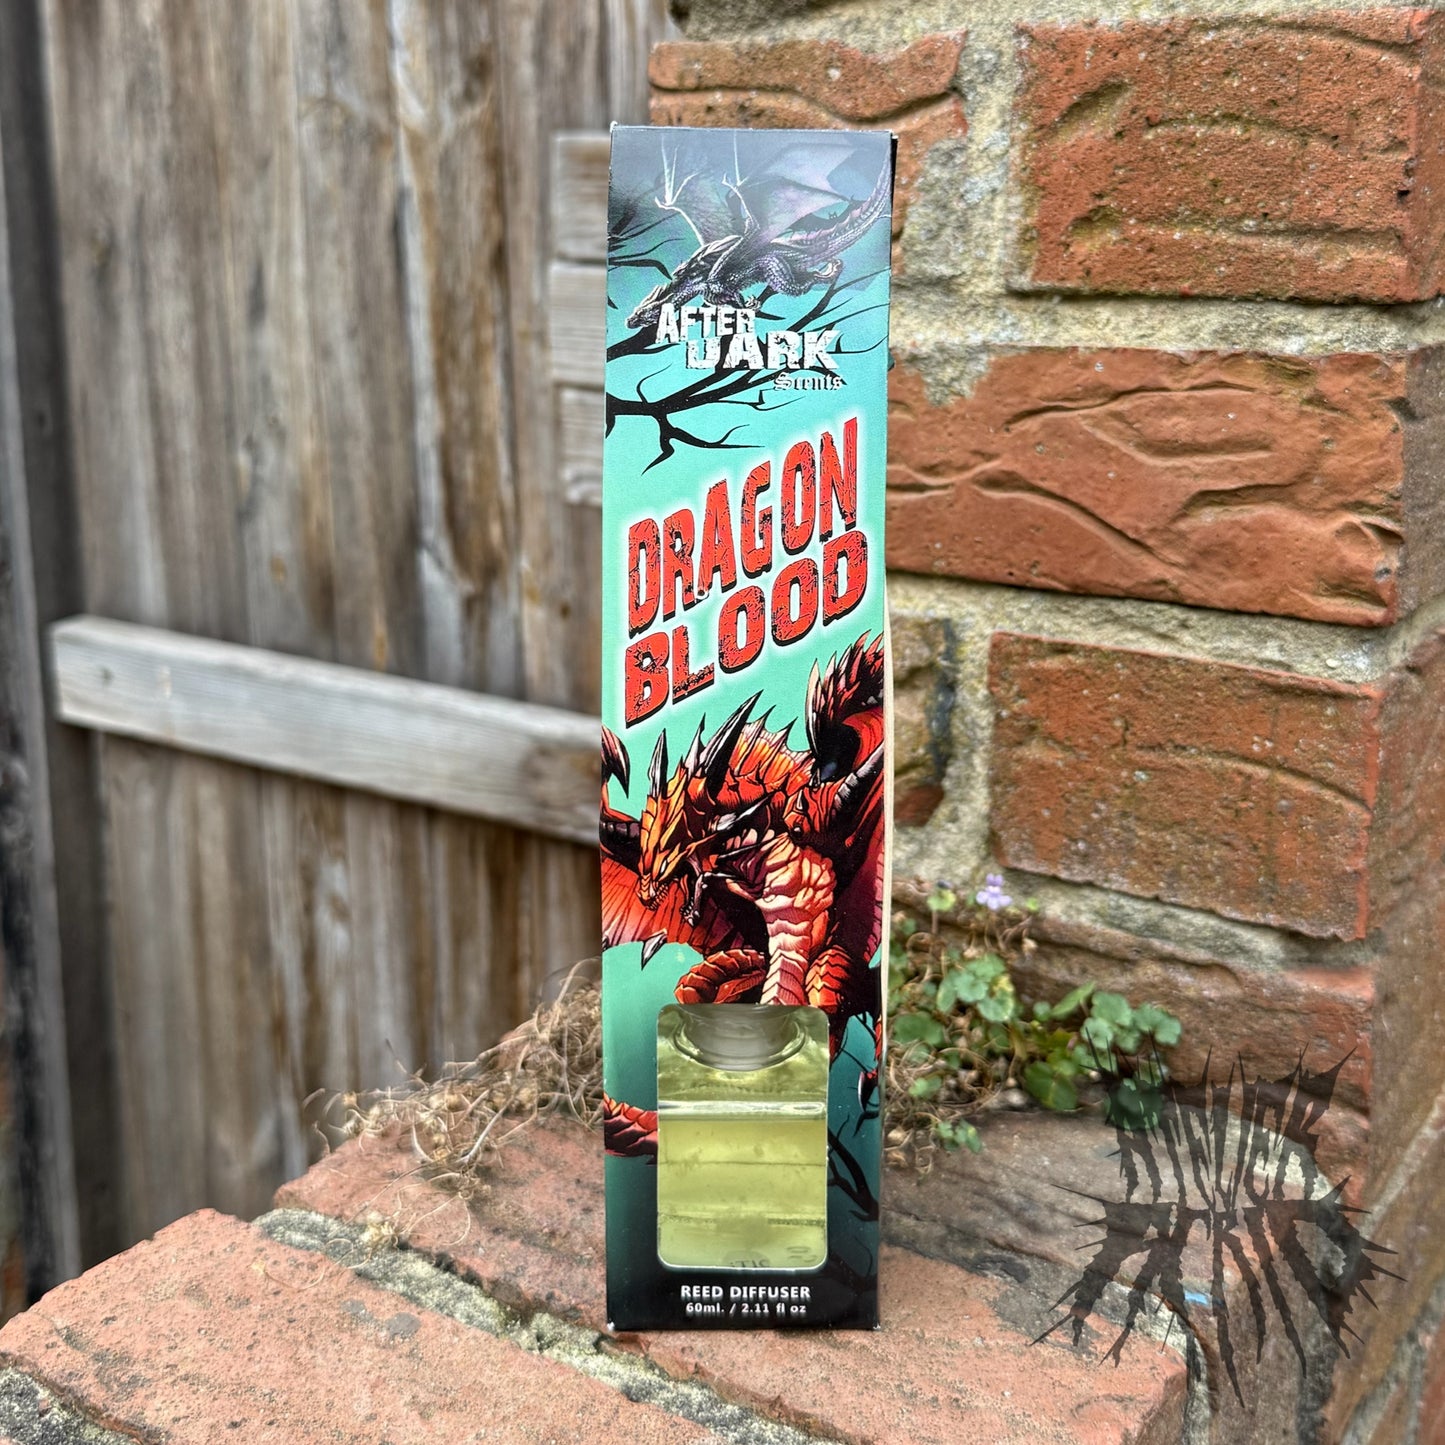 AFTER
DARK
Scents
DRAGON
BLOOD
REED DIFFUSER
60ml. / 2.11 fl oz